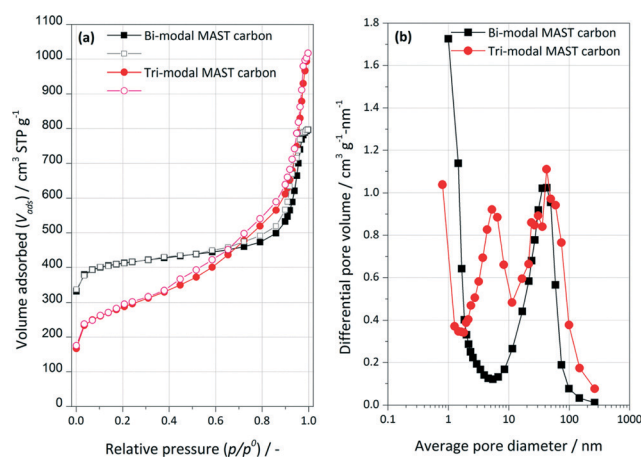 (a)
Bi-modal MAST carbon
Tri-modal MAST carbon
Volume adsorbed (V_ads) / cm³ STP g⁻¹
1100
1000
900
800
700
600
500
400
300
200
100
0
0.0 0.2 0.4 0.6 0.8 1.0
Relative pressure (p/p⁰) / -
(b)
Bi-modal MAST carbon
Tri-modal MAST carbon
Differential pore volume / cm³ g⁻¹-nm⁻¹
1.8
1.6
1.4
1.2
1.0
0.8
0.6
0.4
0.2
0.0
0.1 1 10 100 1000
Average pore diameter / nm